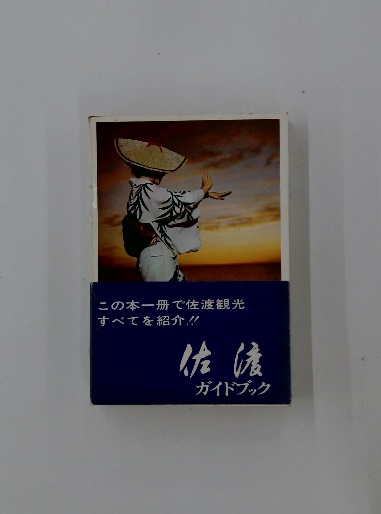 この本一冊で佐渡観光
すべてを紹介!!
佐渡
ガイドブック